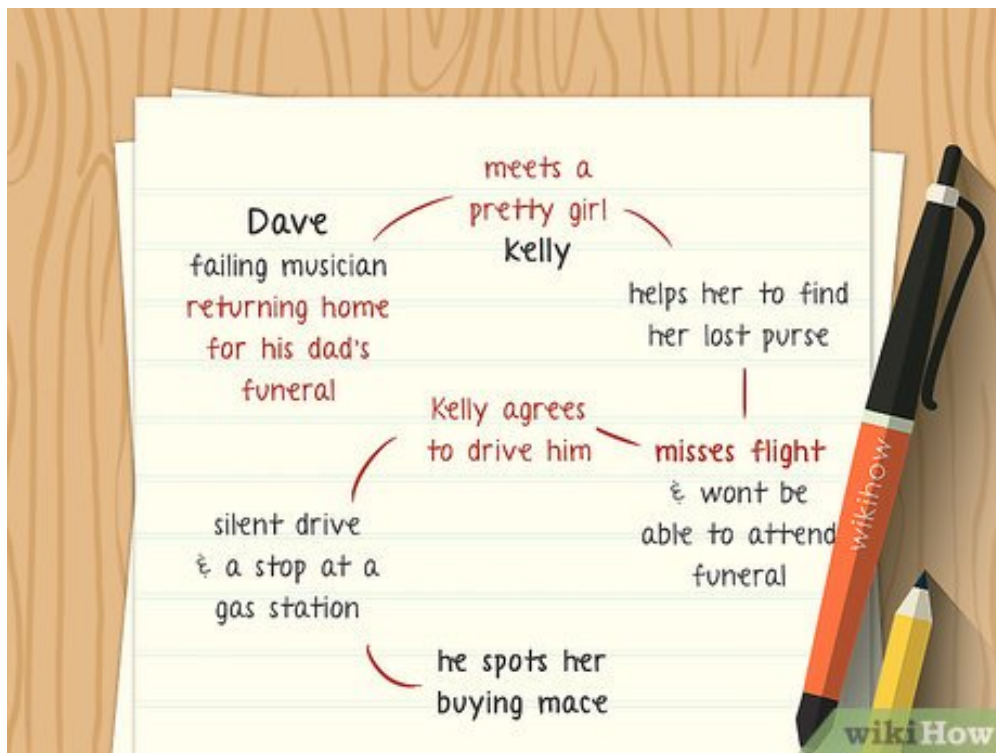 Dave
failing musician
returning home
for his dad's
funeral
meets a
pretty girl
Kelly
helps her to find
her lost purse
misses flight
& wont be
able to attend
funeral
Kelly agrees
to drive him
silent drive
& a stop at a
gas station
he spots her
buying mace
wikihow
wikiHow